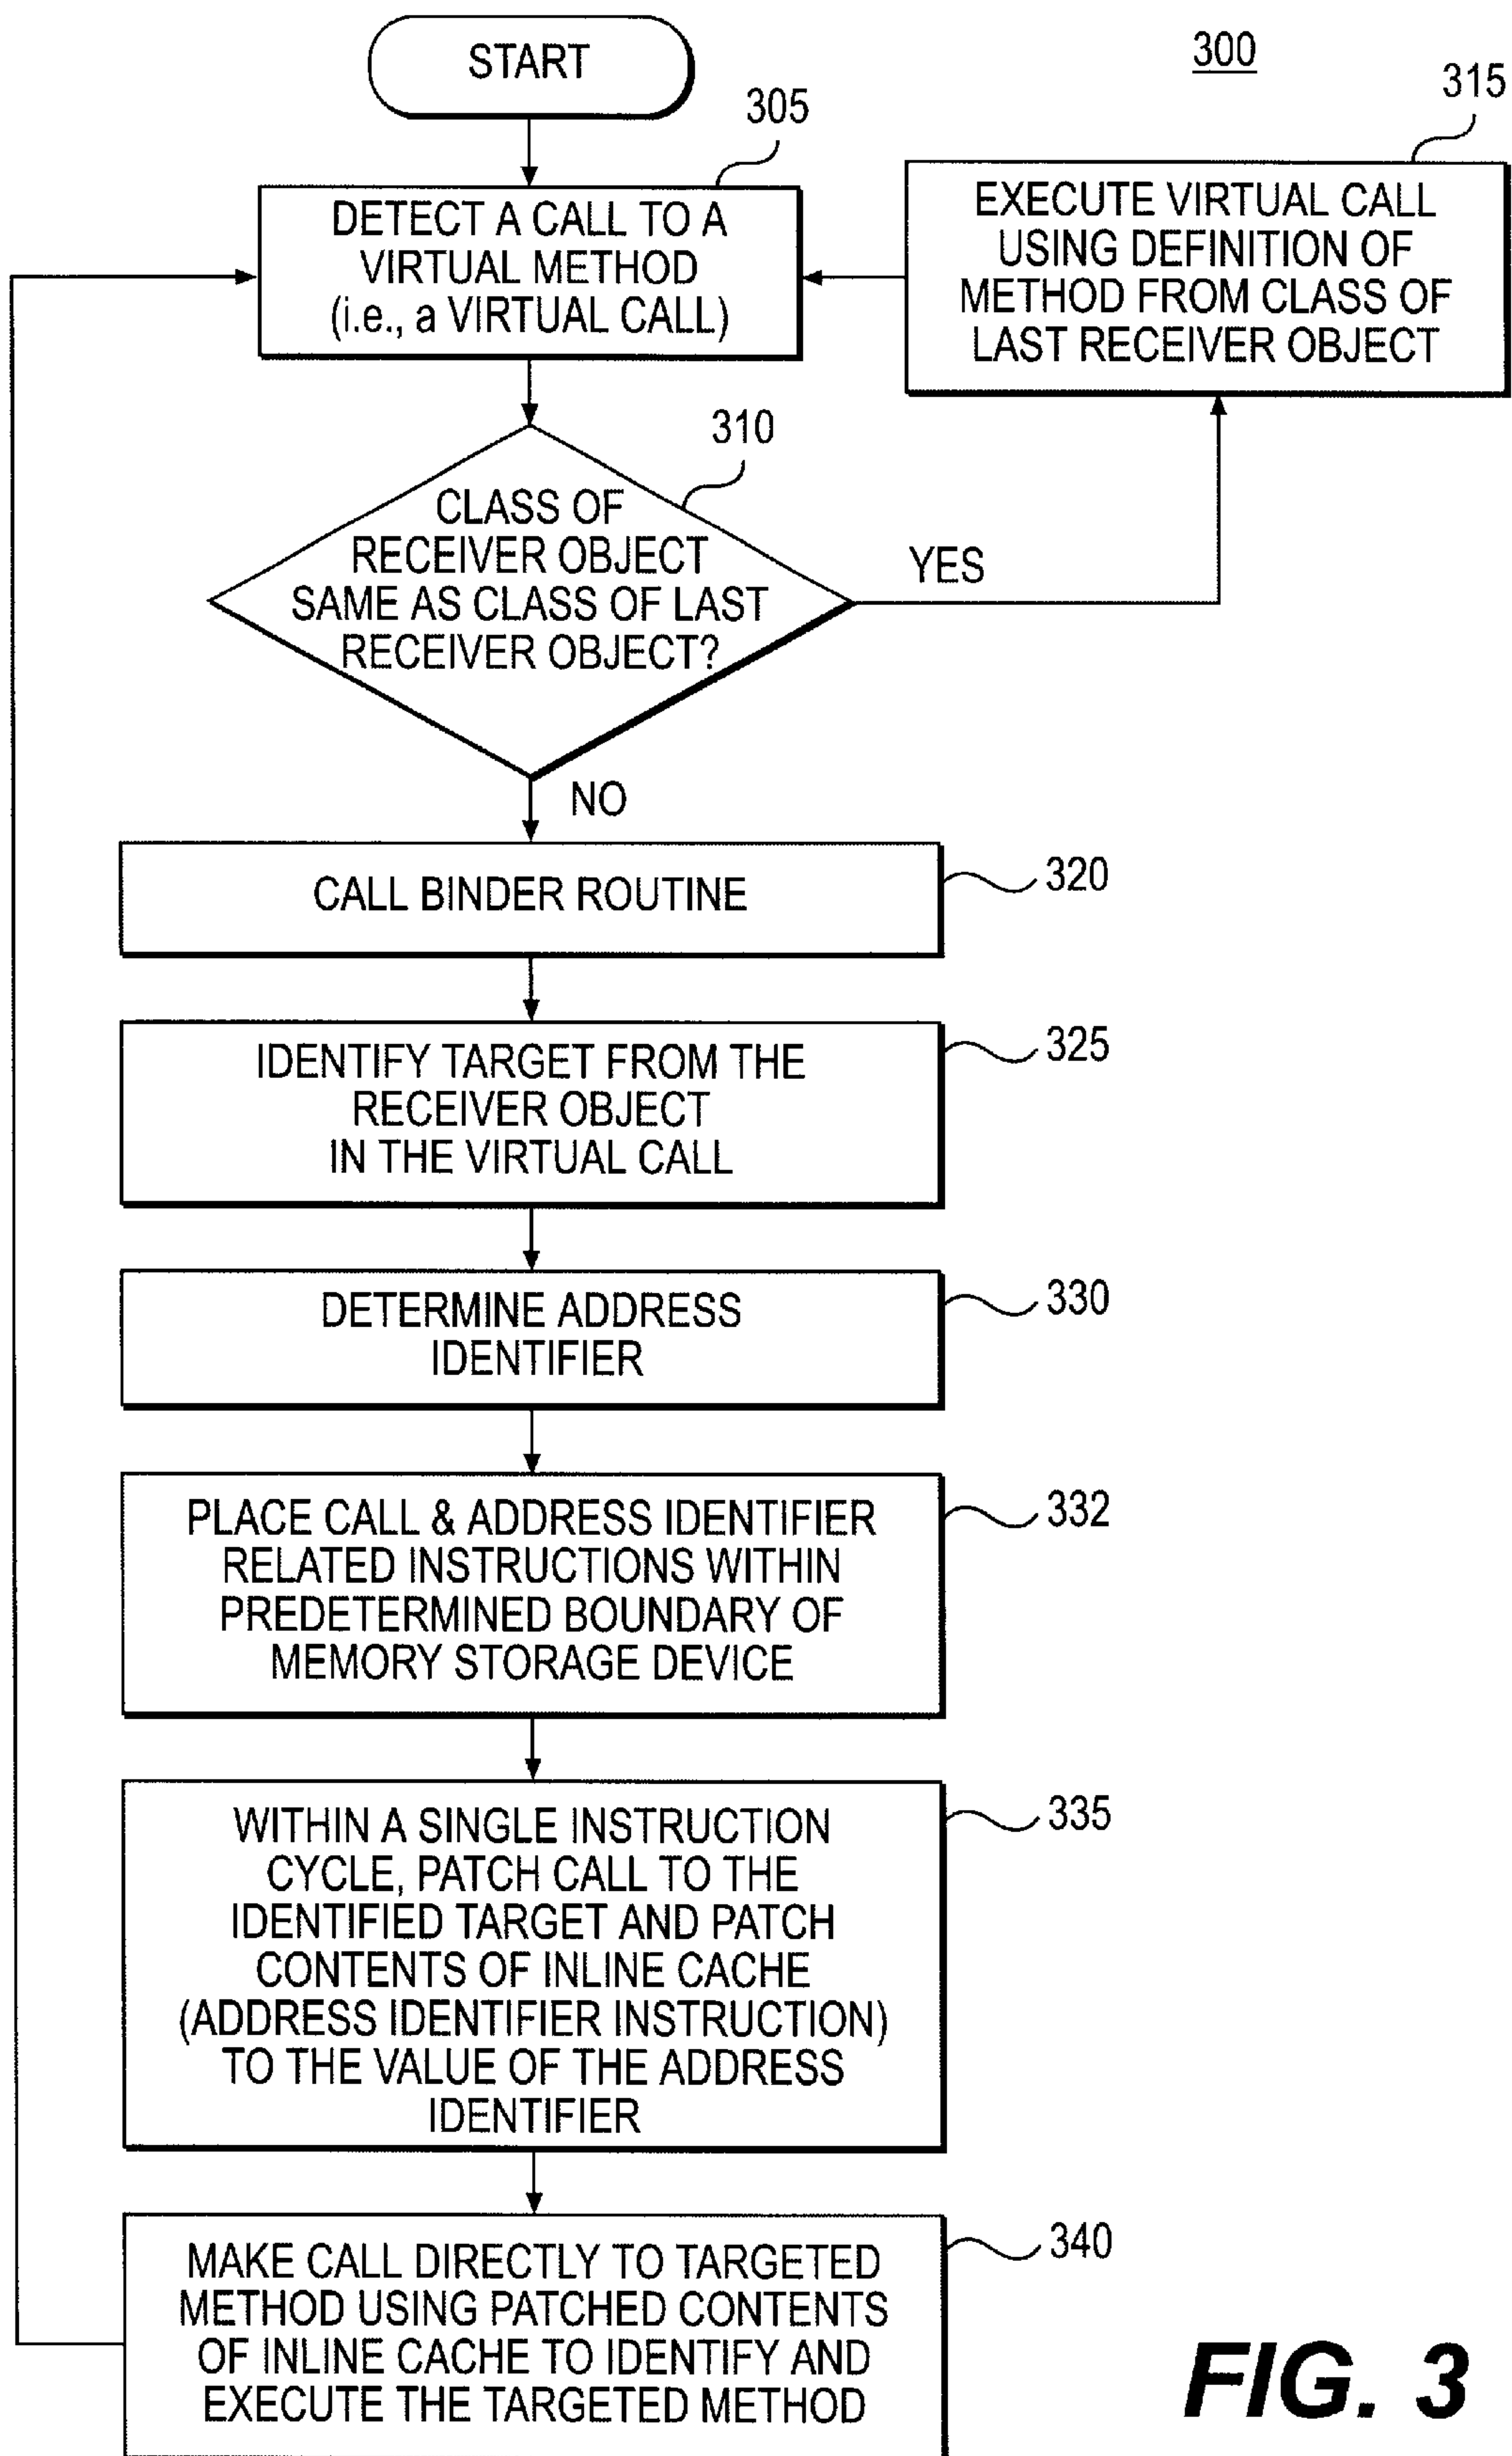 START
300
305
315
DETECT A CALL TO A
VIRTUAL METHOD
(i.e., a VIRTUAL CALL)
EXECUTE VIRTUAL CALL
USING DEFINITION OF
METHOD FROM CLASS OF
LAST RECEIVER OBJECT
310
CLASS OF
RECEIVER OBJECT
SAME AS CLASS OF LAST
RECEIVER OBJECT?
YES
NO
CALL BINDER ROUTINE
320
IDENTIFY TARGET FROM THE
RECEIVER OBJECT
IN THE VIRTUAL CALL
325
DETERMINE ADDRESS
IDENTIFIER
330
PLACE CALL & ADDRESS IDENTIFIER
RELATED INSTRUCTIONS WITHIN
PREDETERMINED BOUNDARY OF
MEMORY STORAGE DEVICE
332
WITHIN A SINGLE INSTRUCTION
CYCLE, PATCH CALL TO THE
IDENTIFIED TARGET AND PATCH
CONTENTS OF INLINE CACHE
(ADDRESS IDENTIFIER INSTRUCTION)
TO THE VALUE OF THE ADDRESS
IDENTIFIER
335
MAKE CALL DIRECTLY TO TARGETED
METHOD USING PATCHED CONTENTS
OF INLINE CACHE TO IDENTIFY AND
EXECUTE THE TARGETED METHOD
340
FIG. 3